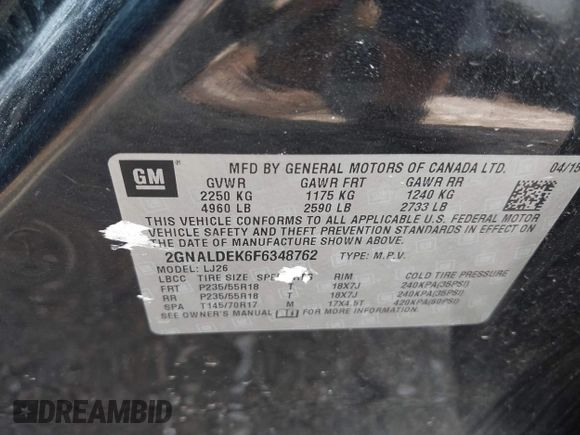 GM
MFD BY GENERAL MOTORS OF CANADA LTD. 04/15
GVWR GAWR FRT GAWR RR
2250 KG 1175 KG 1240 KG
4960 LB 2590 LB 2733 LB
THIS VEHICLE CONFORMS TO ALL APPLICABLE U.S. FEDERAL MOTOR
VEHICLE SAFETY AND THEFT PREVENTION STANDARDS IN EFFECT ON
THE DATE OF MANUFACTURE SHOWN ABOVE.
2GNALDEK6F6348762 TYPE: M.P.V.
MODEL: LJ26
LBCC TIRE SIZE RIM COLD TIRE PRESSURE
FRT P235/55R18 T 18X7J 240KPA(35PSI)
RR P235/55R18 T 18X7J 240KPA(35PSI)
SPA T145/70R17 M 17X4.5T 420KPA(60PSI)
SEE OWNER'S MANUAL
DREAMBID